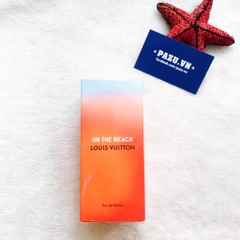 • PAZU.VN •
ON THE BEACH
LOUIS VUITTON
Eau de Parfum